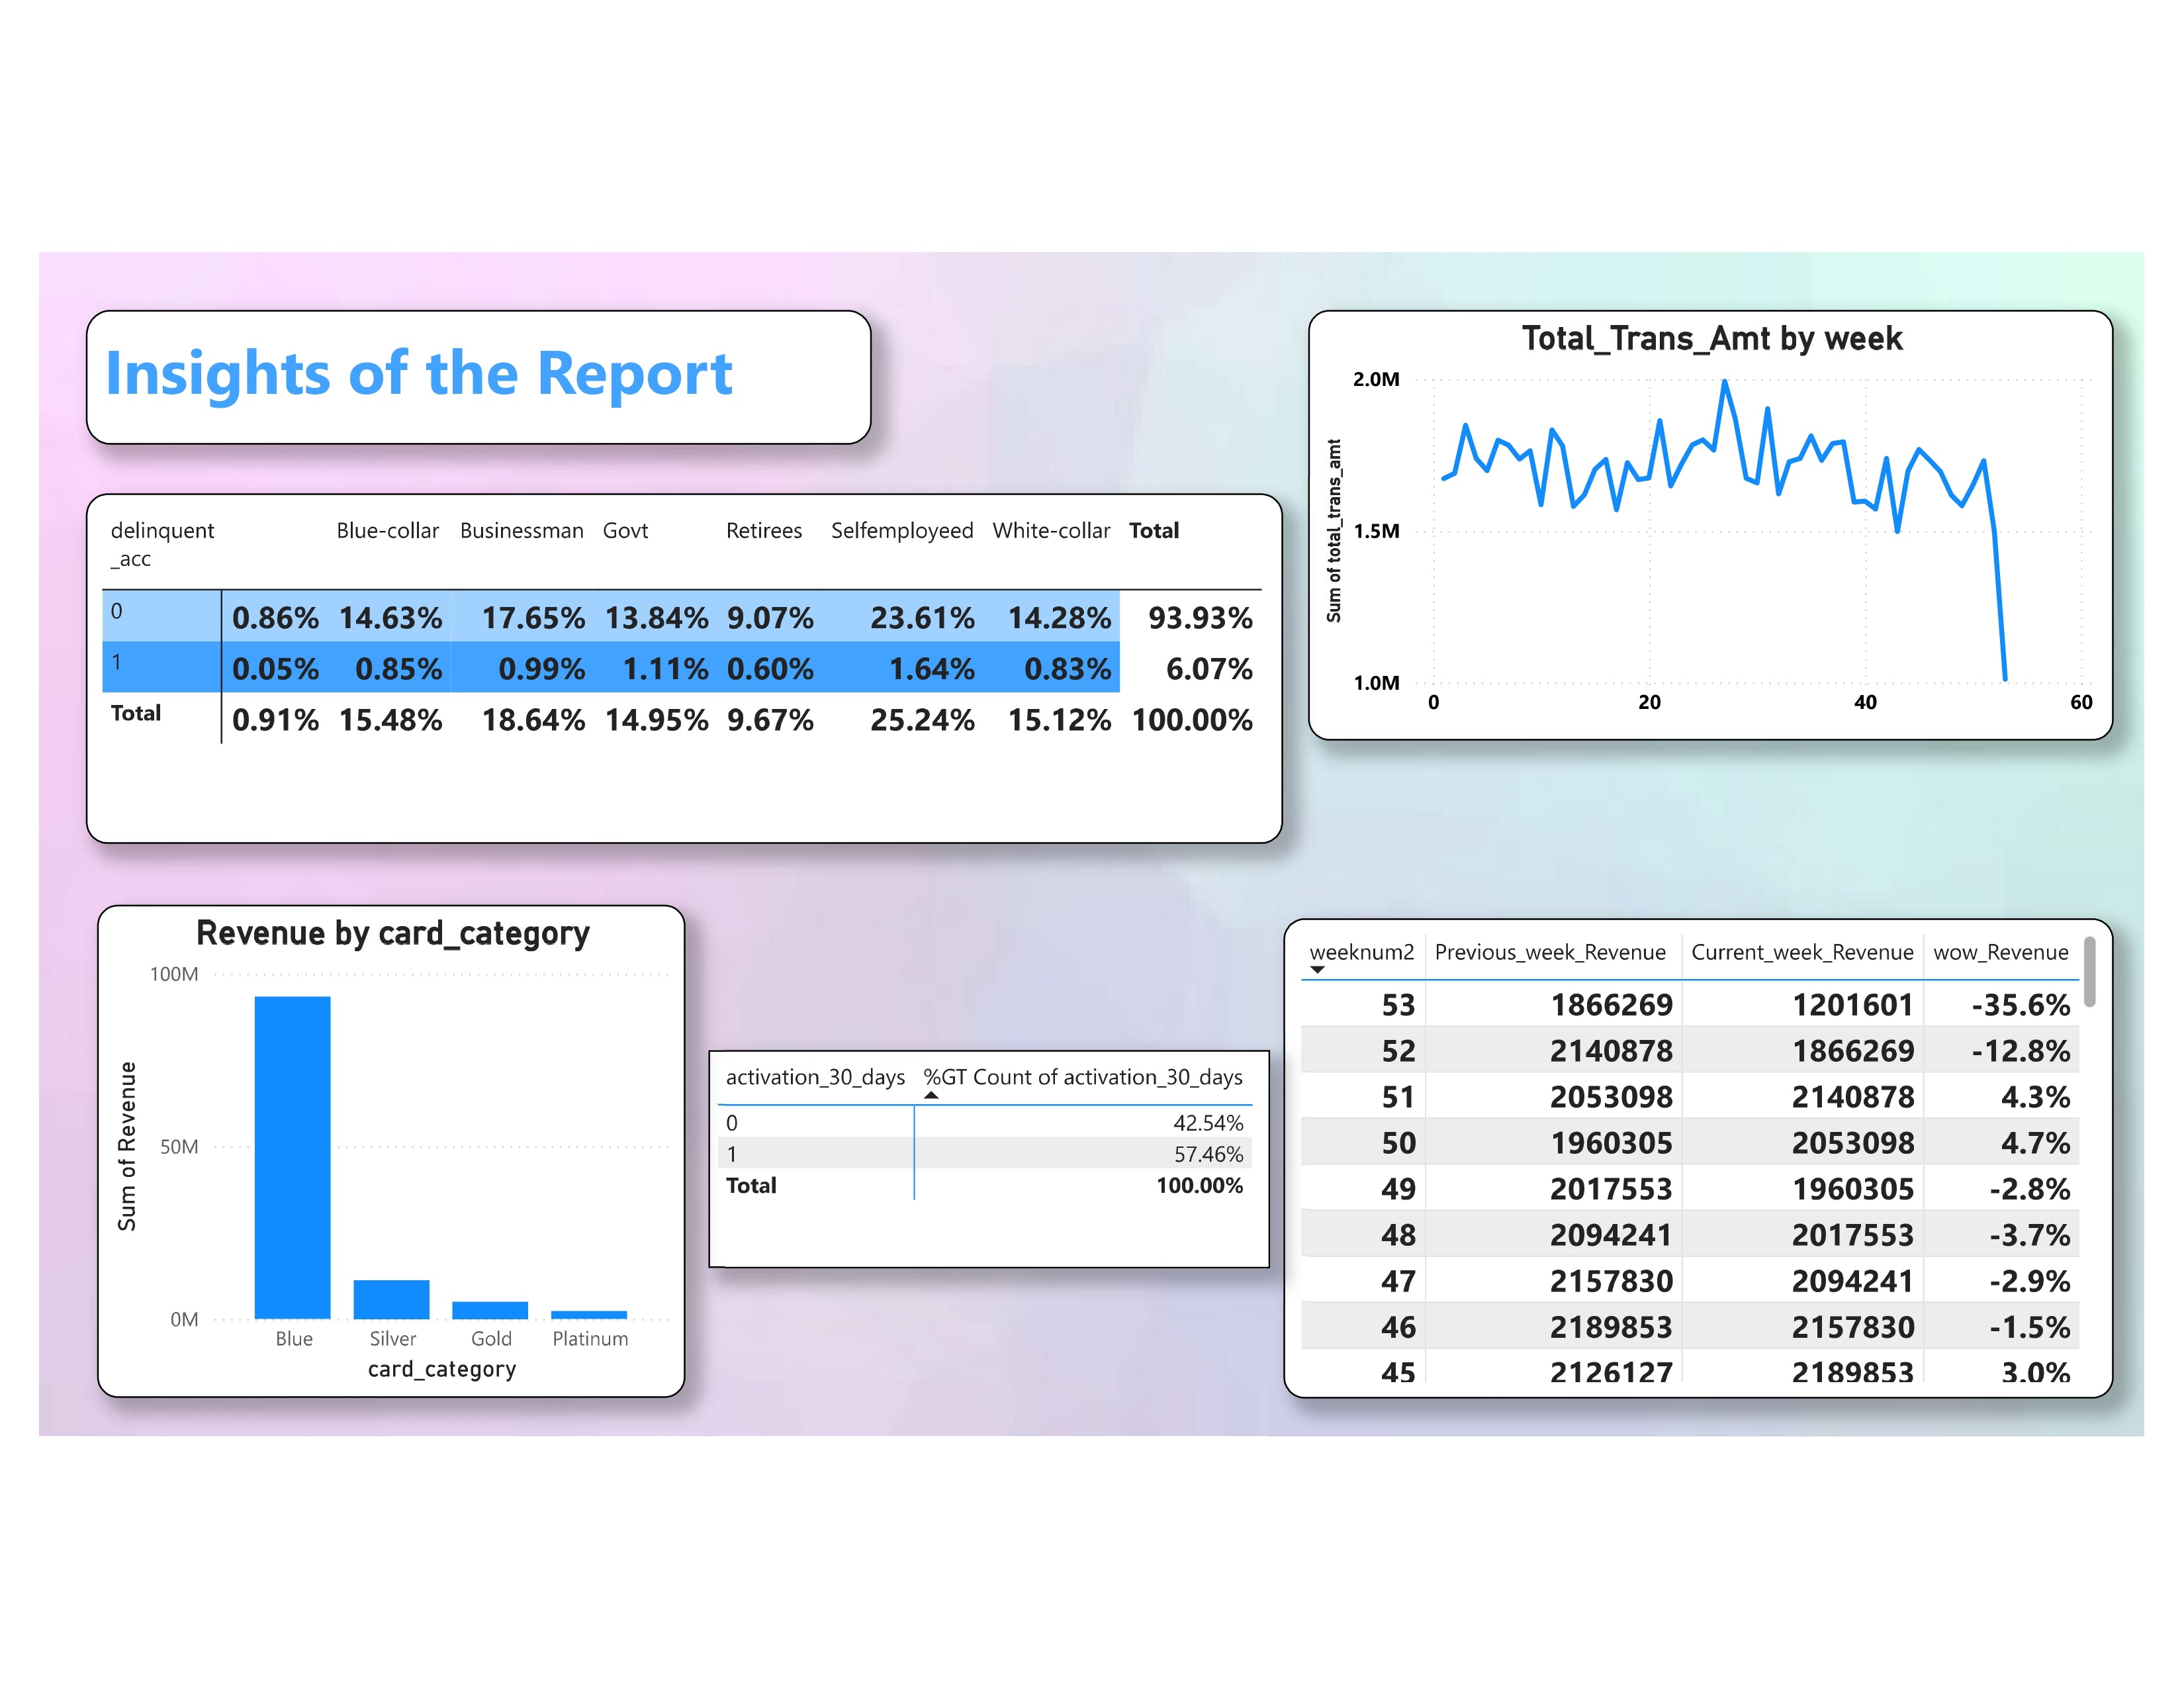 Insights of the Report
delinquent
_acc
Blue-collar Businessman Govt Retirees Selfemployeed White-collar Total
0 0.86% 14.63% 17.65% 13.84% 9.07% 23.61% 14.28% 93.93%
1 0.05% 0.85% 0.99% 1.11% 0.60% 1.64% 0.83% 6.07%
Total 0.91% 15.48% 18.64% 14.95% 9.67% 25.24% 15.12% 100.00%
Total_Trans_Amt by week
Sum of total_trans_amt
2.0M
1.5M
1.0M
0 20 40 60
Revenue by card_category
Sum of Revenue
100M
50M
0M
Blue Silver Gold Platinum
card_category
activation_30_days %GT Count of activation_30_days
0 42.54%
1 57.46%
Total 100.00%
weeknum2 Previous_week_Revenue Current_week_Revenue wow_Revenue
53 1866269 1201601 -35.6%
52 2140878 1866269 -12.8%
51 2053098 2140878 4.3%
50 1960305 2053098 4.7%
49 2017553 1960305 -2.8%
48 2094241 2017553 -3.7%
47 2157830 2094241 -2.9%
46 2189853 2157830 -1.5%
45 2126127 2189853 3.0%